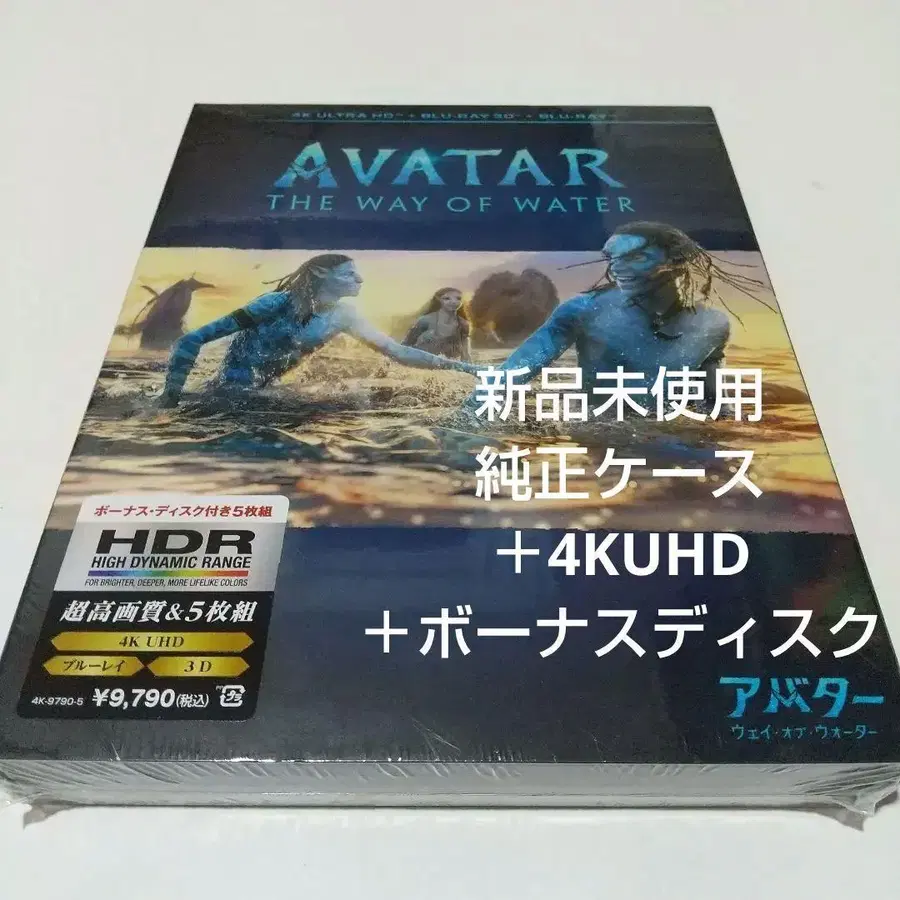 4K ULTRA HD™ + BLU-RAY 3D™ + BLU-RAY™
AVATAR
THE WAY OF WATER
新品未使用
純正ケース
+4KUHD
+ボーナスディスク
ボーナス・ディスク付き5枚組
HDR
HIGH DYNAMIC RANGE
FOR BRIGHTER, DEEPER, MORE LIFELIKE COLORS
超高画質&5枚組
4K UHD
ブルーレイ 3D
4K-9790-5 ¥9,790(税込)
アバター
ウェイ・オブ・ウォーター